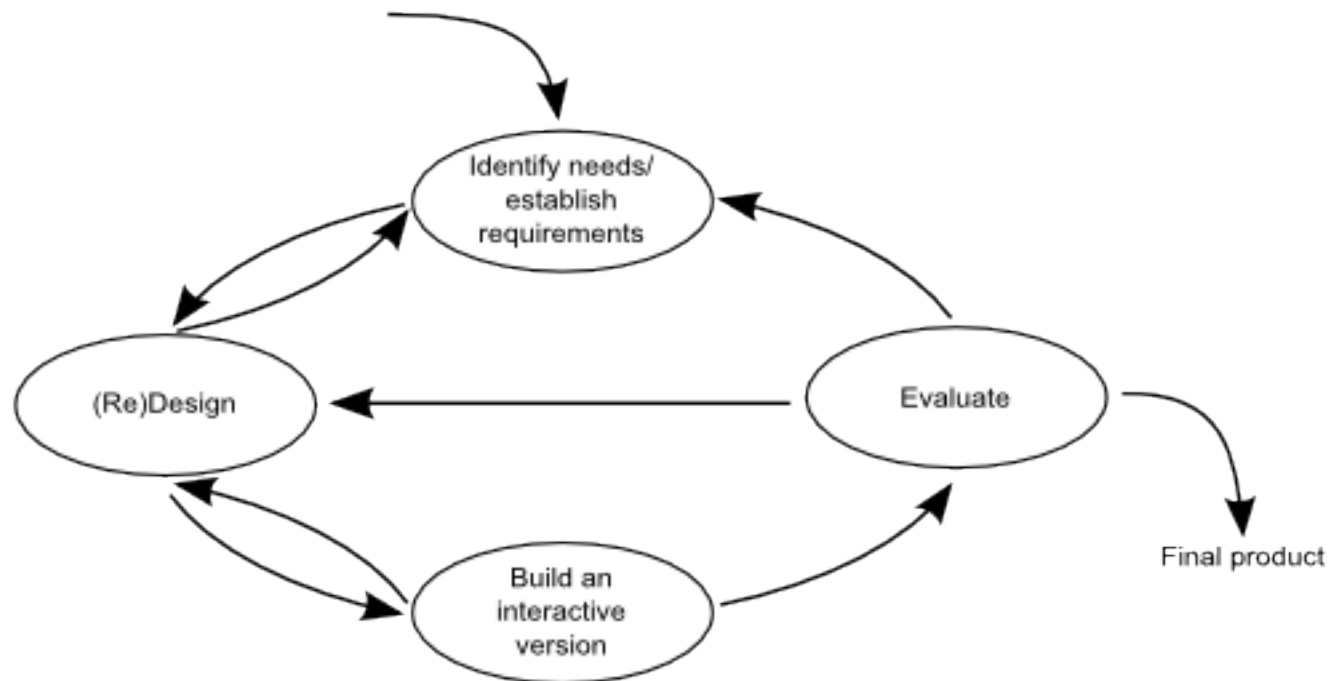 Identify needs/
establish
requirements
(Re)Design
Evaluate
Build an
interactive
version
Final product